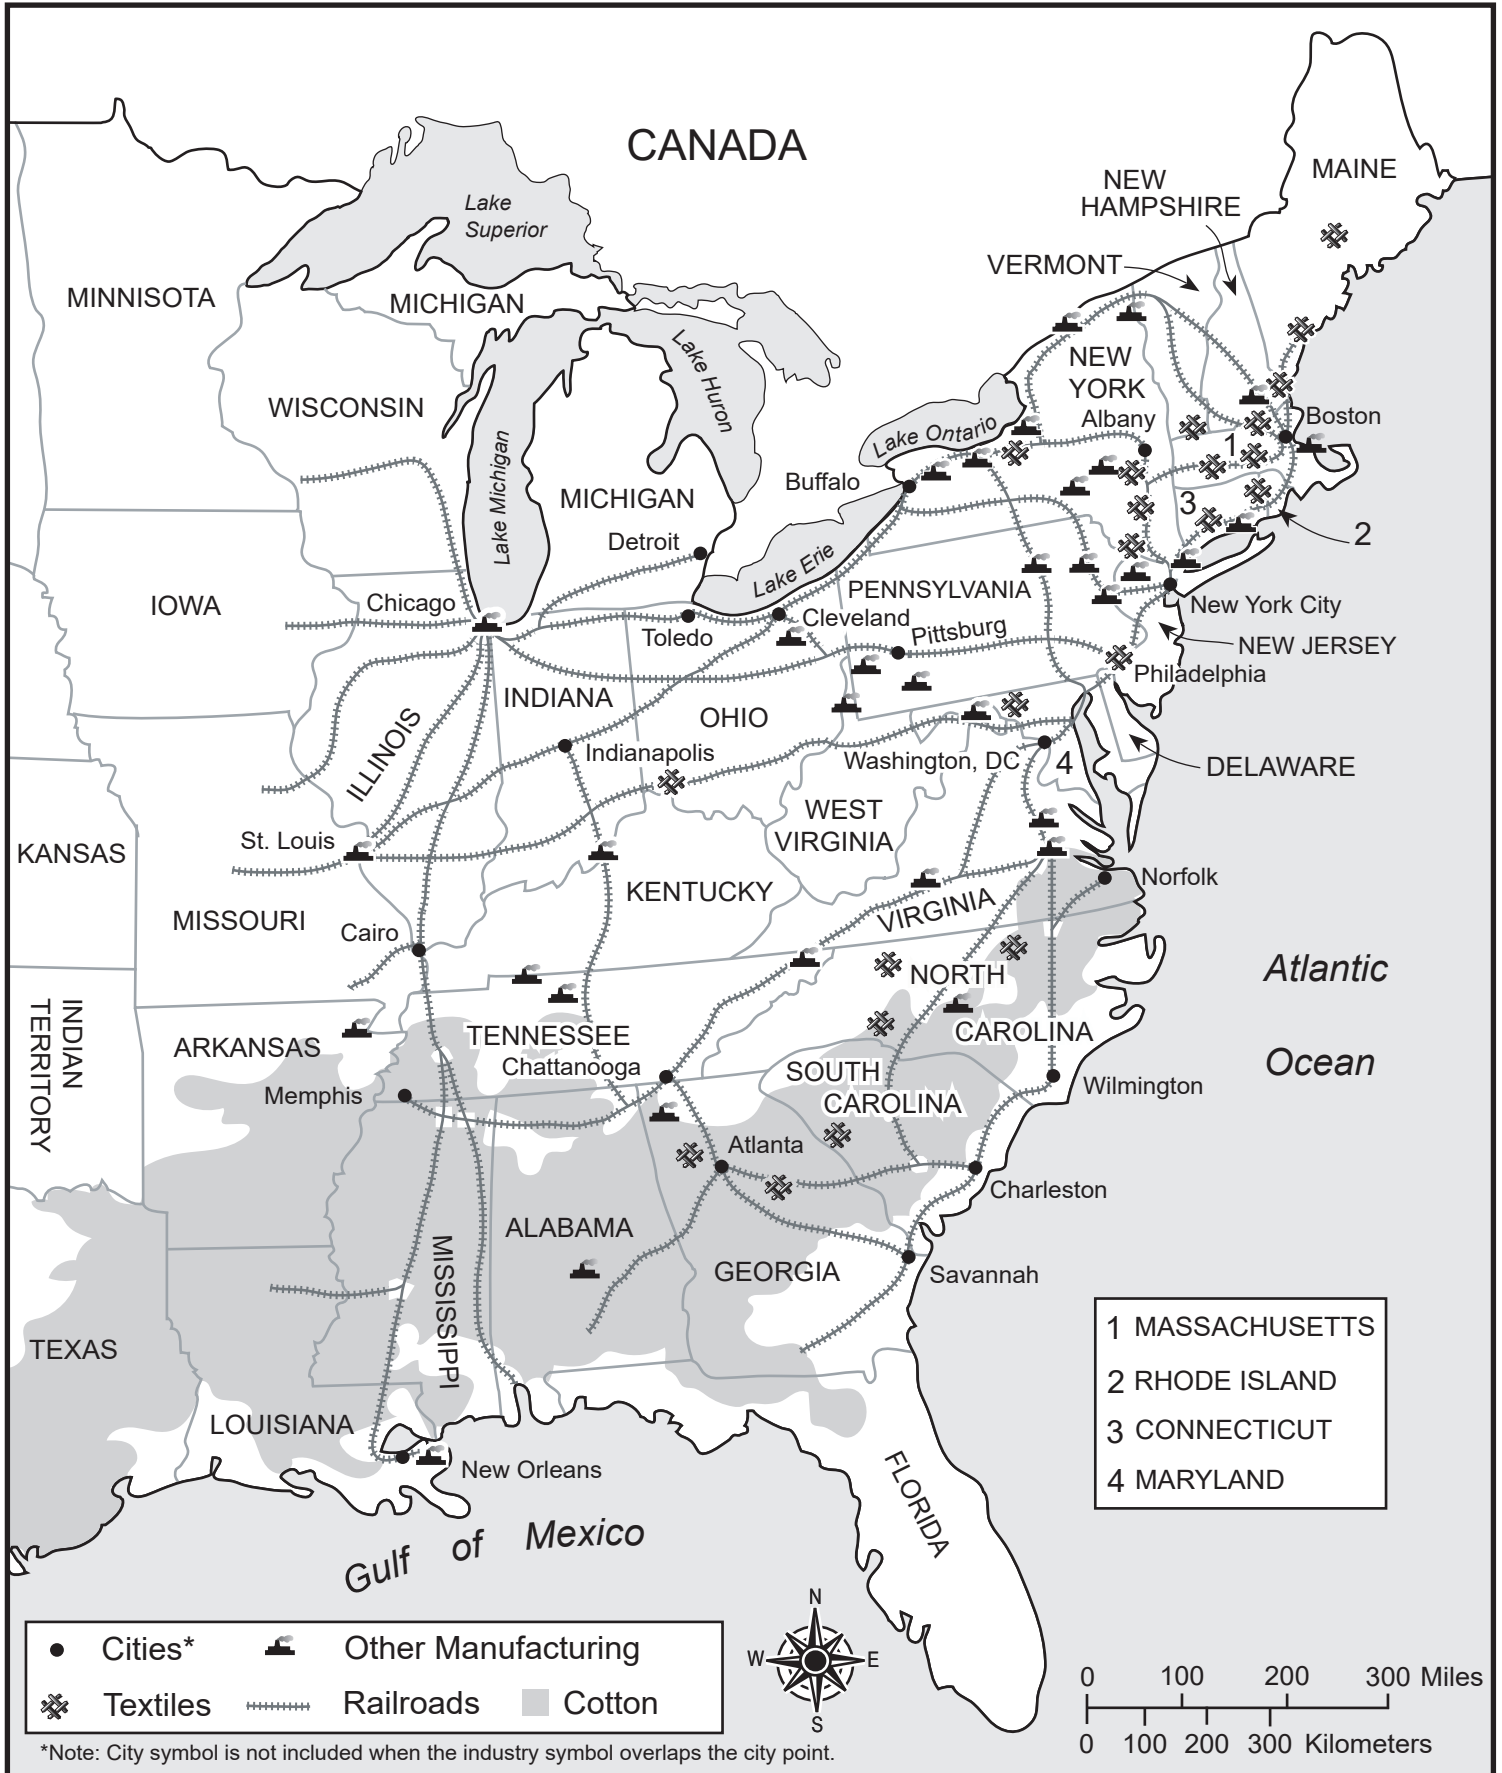 CANADA
MAINE
NEW
HAMPSHIRE
VERMONT
Lake
Superior
MINNISOTA
MICHIGAN
Lake Huron
NEW
YORK
WISCONSIN
Albany
Boston
Lake Ontario
1
Lake Michigan
Buffalo
MICHIGAN
3
2
Detroit
Lake Erie
IOWA
Chicago
PENNSYLVANIA
New York City
Cleveland
Toledo
Pittsburg
NEW JERSEY
Philadelphia
INDIANA
OHIO
ILLINOIS
Indianapolis
Washington, DC
4
DELAWARE
WEST
VIRGINIA
St. Louis
KANSAS
KENTUCKY
Norfolk
VIRGINIA
MISSOURI
Cairo
NORTH
CAROLINA
Atlantic
Ocean
INDIAN
TERRITORY
ARKANSAS
TENNESSEE
Chattanooga
SOUTH
CAROLINA
Memphis
Wilmington
Atlanta
Charleston
ALABAMA
MISSISSIPPI
GEORGIA
Savannah
TEXAS
1 MASSACHUSETTS
2 RHODE ISLAND
3 CONNECTICUT
4 MARYLAND
LOUISIANA
New Orleans
FLORIDA
Gulf of Mexico
Cities*
Other Manufacturing
Textiles
Railroads
Cotton
N
W
E
S
0 100 200 300 Miles
0 100 200 300 Kilometers
*Note: City symbol is not included when the industry symbol overlaps the city point.